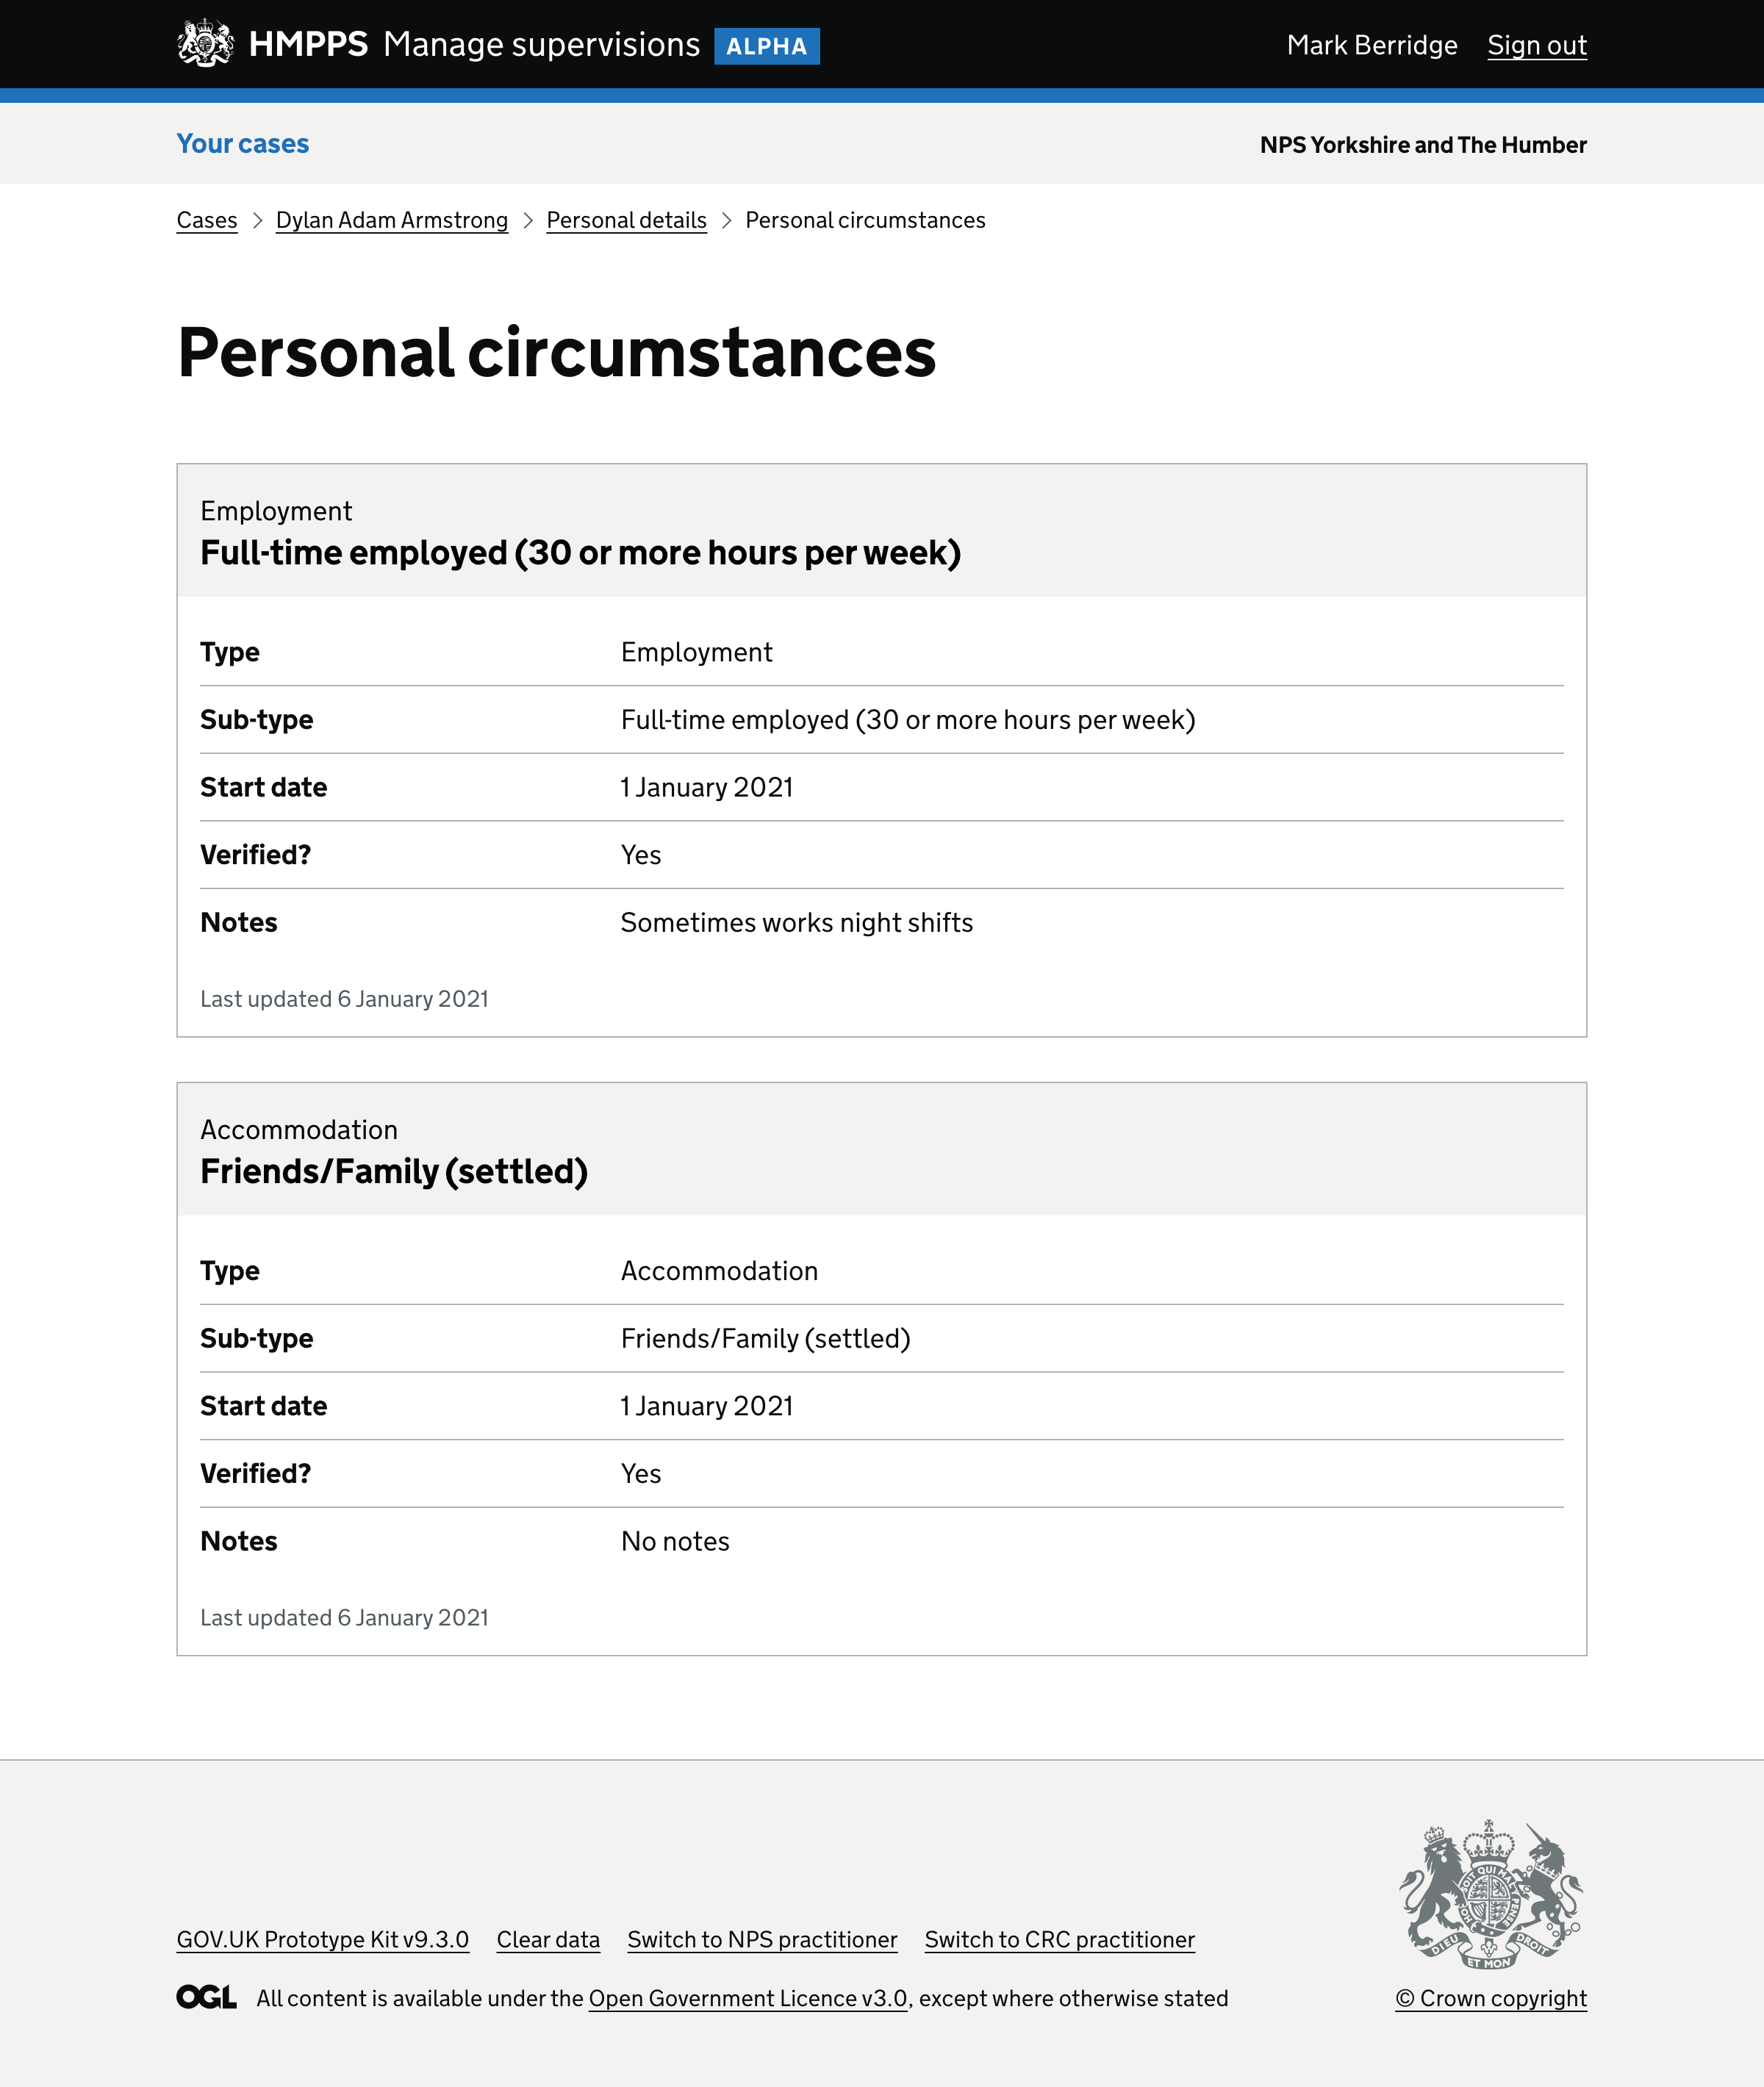 HMPPS Manage supervisions ALPHA
Mark Berridge Sign out
Your cases
NPS Yorkshire and The Humber
Cases > Dylan Adam Armstrong > Personal details > Personal circumstances
Personal circumstances
Employment
Full-time employed (30 or more hours per week)
Type Employment
Sub-type Full-time employed (30 or more hours per week)
Start date 1 January 2021
Verified? Yes
Notes Sometimes works night shifts
Last updated 6 January 2021
Accommodation
Friends/Family (settled)
Type Accommodation
Sub-type Friends/Family (settled)
Start date 1 January 2021
Verified? Yes
Notes No notes
Last updated 6 January 2021
GOV.UK Prototype Kit v9.3.0 Clear data Switch to NPS practitioner Switch to CRC practitioner
OGL All content is available under the Open Government Licence v3.0, except where otherwise stated
DIEU ET MON DROIT
© Crown copyright